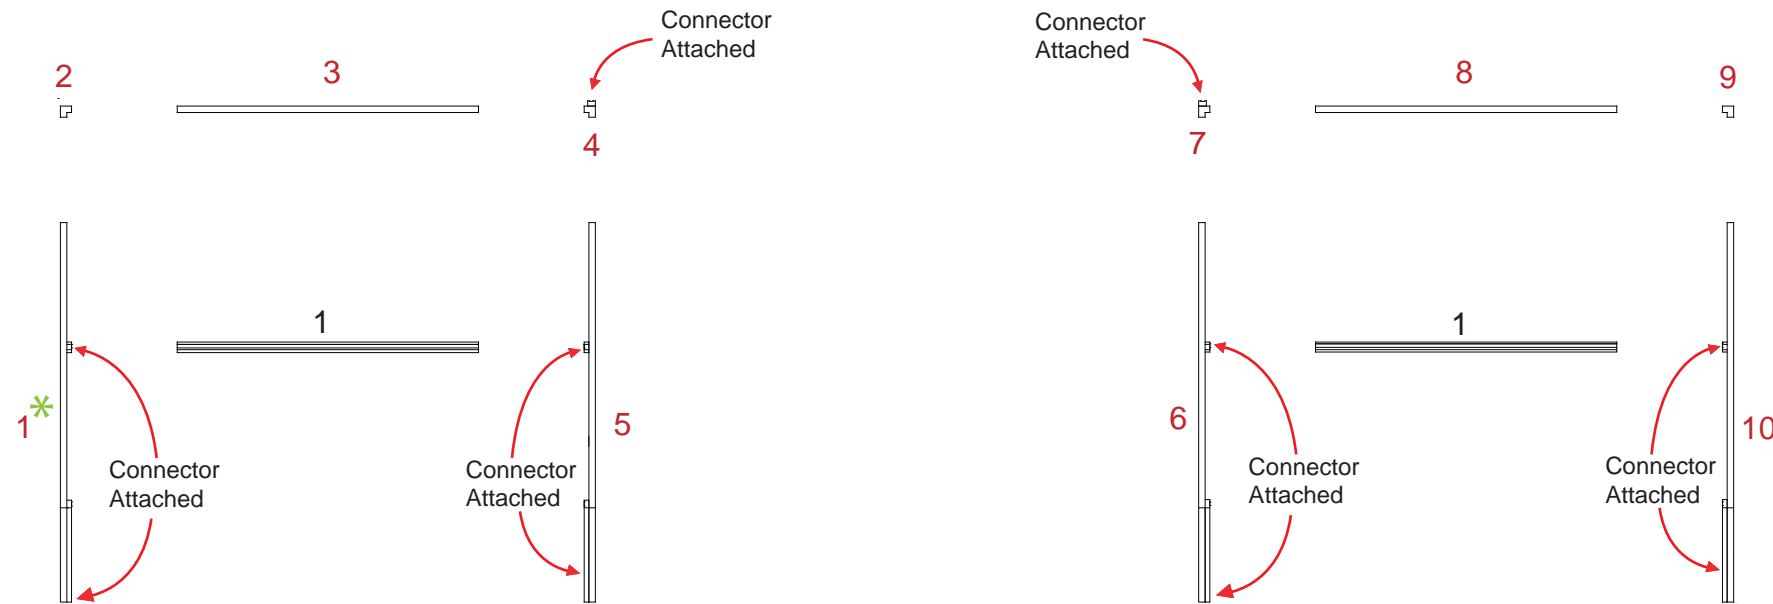 Connector
Attached
Connector
Attached
2
3
8
9
4
7
1
1
1*
5
6
10
Connector
Attached
Connector
Attached
Connector
Attached
Connector
Attached